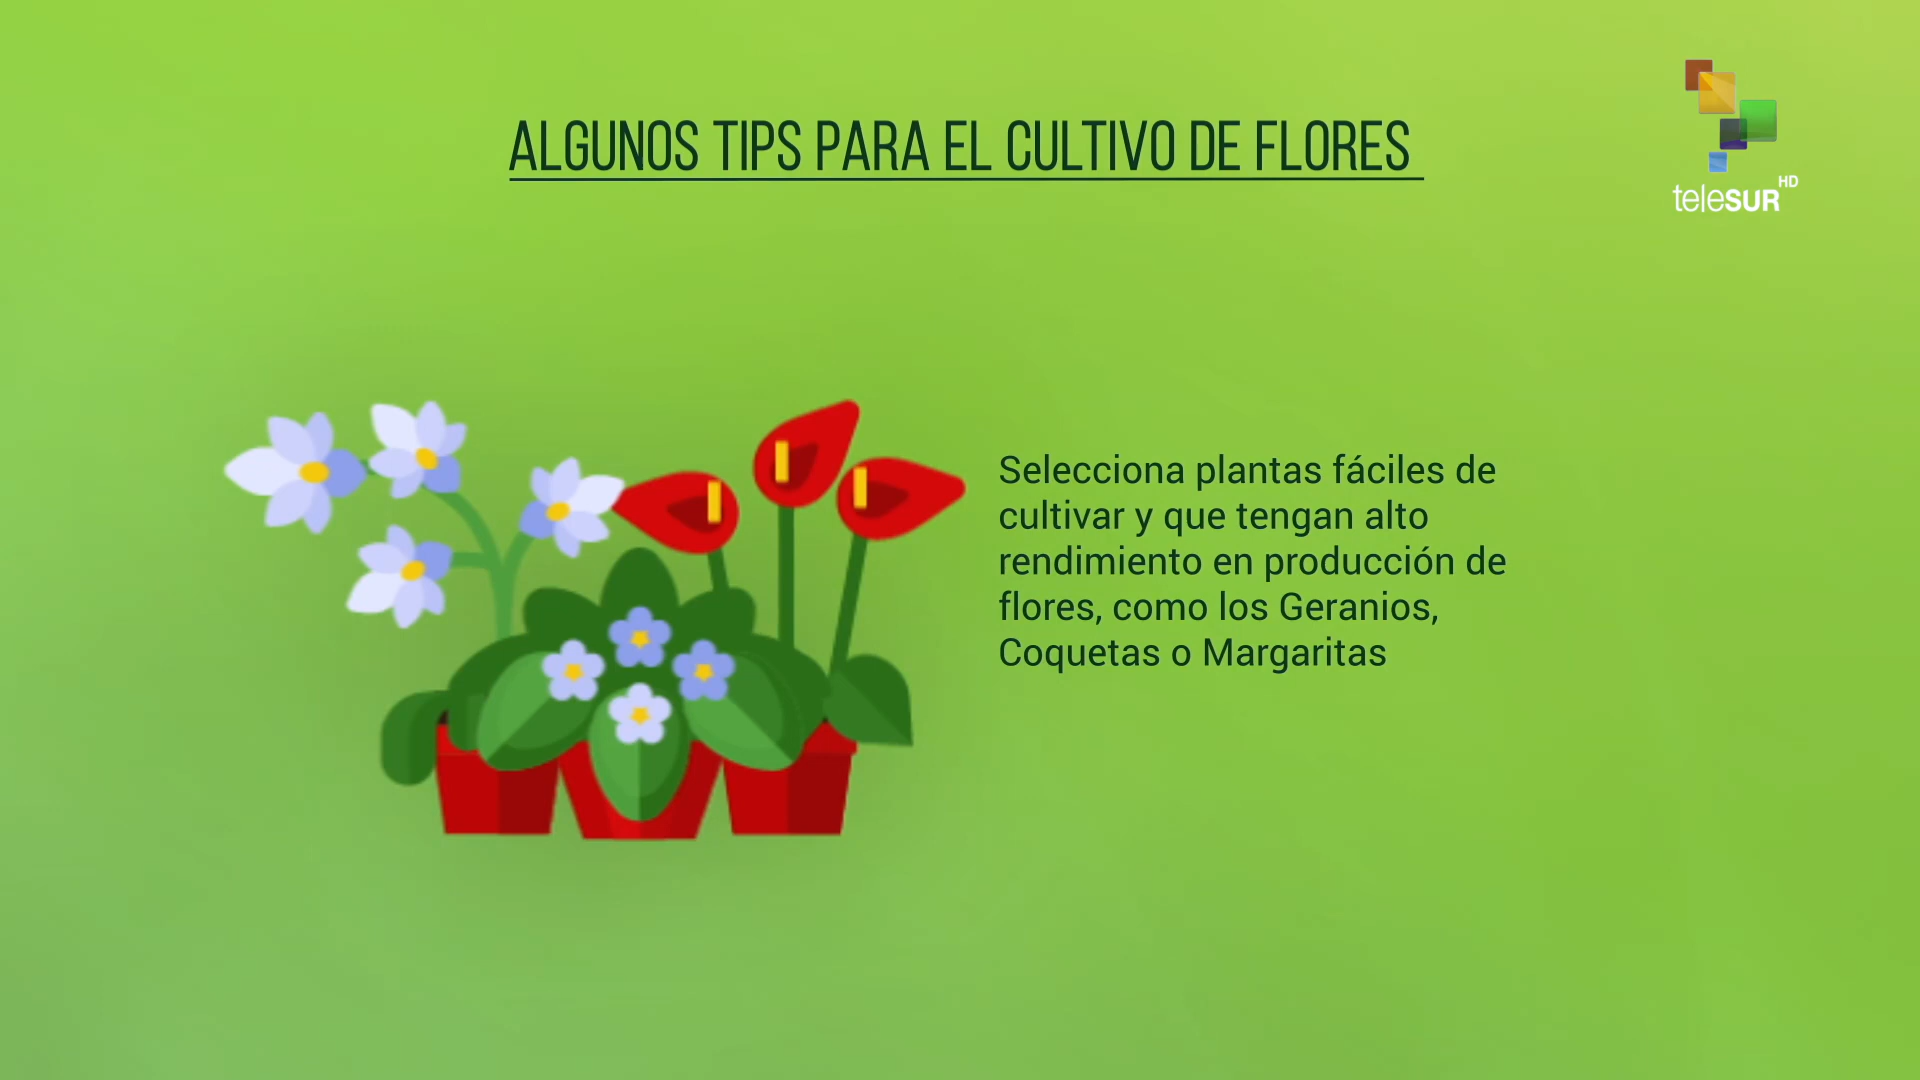 ALGUNOS TIPS PARA EL CULTIVO DE FLORES
teleSUR HD
Selecciona plantas fáciles de
cultivar y que tengan alto
rendimiento en producción de
flores, como los Geranios,
Coquetas o Margaritas